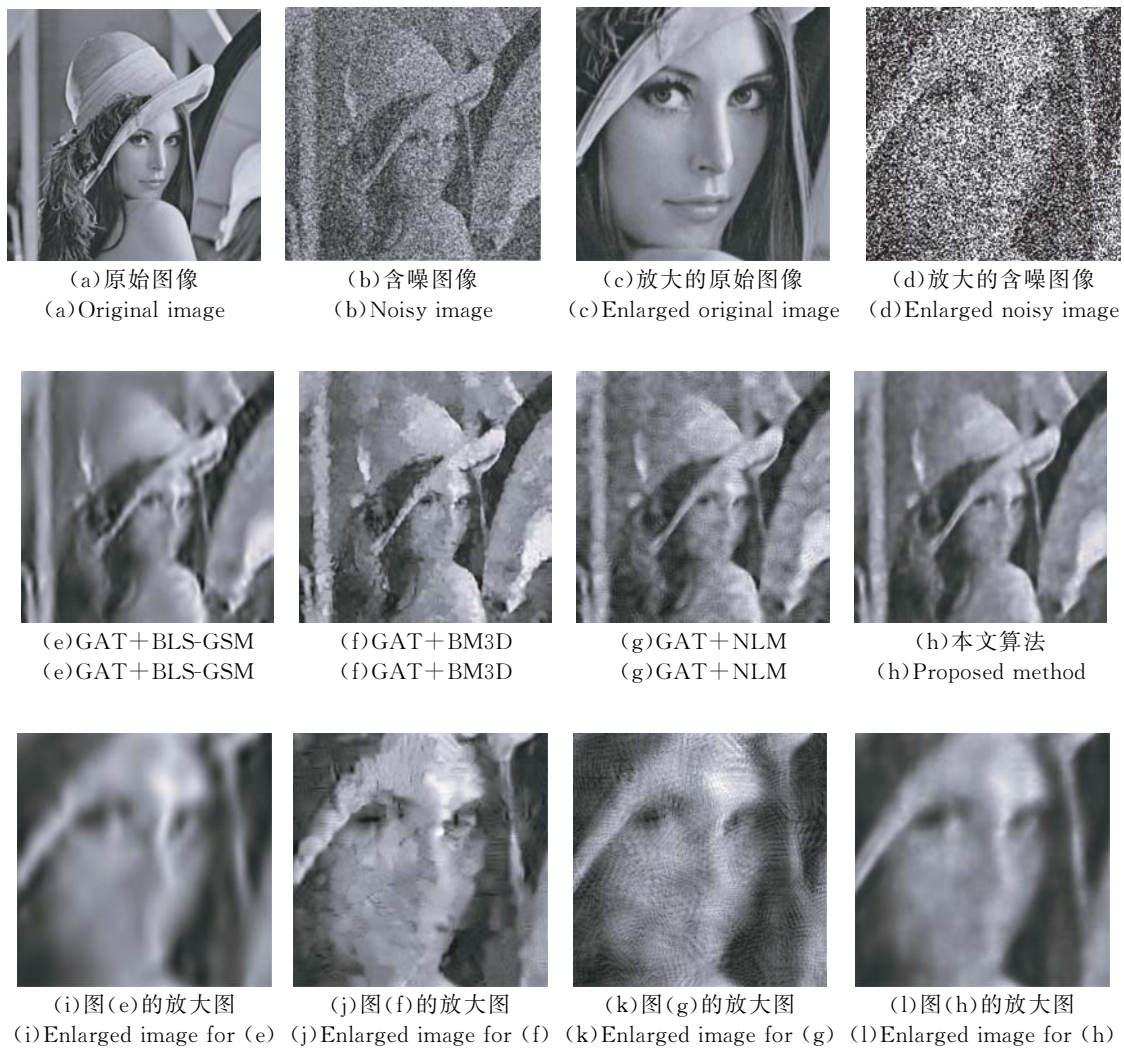 (a)原始图像
(a)Original image
(b)含噪图像
(b)Noisy image
(c)放大的原始图像
(c)Enlarged original image
(d)放大的含噪图像
(d)Enlarged noisy image
(e)GAT+BLS-GSM
(e)GAT+BLS-GSM
(f)GAT+BM3D
(f)GAT+BM3D
(g)GAT+NLM
(g)GAT+NLM
(h)本文算法
(h)Proposed method
(i)图(e)的放大图
(i)Enlarged image for (e)
(j)图(f)的放大图
(j)Enlarged image for (f)
(k)图(g)的放大图
(k)Enlarged image for (g)
(l)图(h)的放大图
(l)Enlarged image for (h)